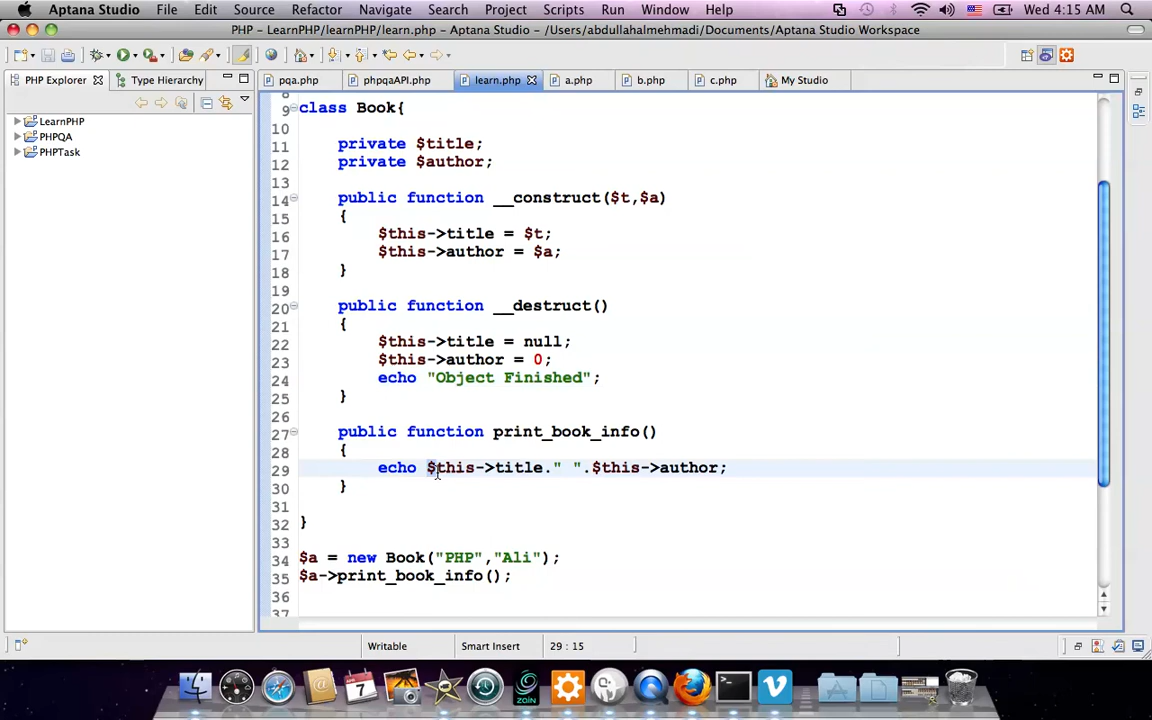 Aptana Studio File Edit Source Refactor Navigate Search Project Scripts Run Window Help Wed 4:15 AM
PHP - LearnPHP/learnPHP/learn.php - Aptana Studio - /Users/abdullahalmehmadi/Documents/Aptana Studio Workspace
PHP Explorer Type Hierarchy pqa.php phpqaAPI.php learn.php a.php b.php c.php My Studio
LearnPHP
PHPQA
PHPTask
8
9 class Book{
10
11 private $title;
12 private $author;
13
14 public function __construct($t,$a)
15 {
16 $this->title = $t;
17 $this->author = $a;
18 }
19
20 public function __destruct()
21 {
22 $this->title = null;
23 $this->author = 0;
24 echo "Object Finished";
25 }
26
27 public function print_book_info()
28 {
29 echo $this->title." ".$this->author;
30 }
31
32 }
33
34 $a = new Book("PHP","Ali");
35 $a->print_book_info();
36
37
Writable Smart Insert 29 : 15
7
zain